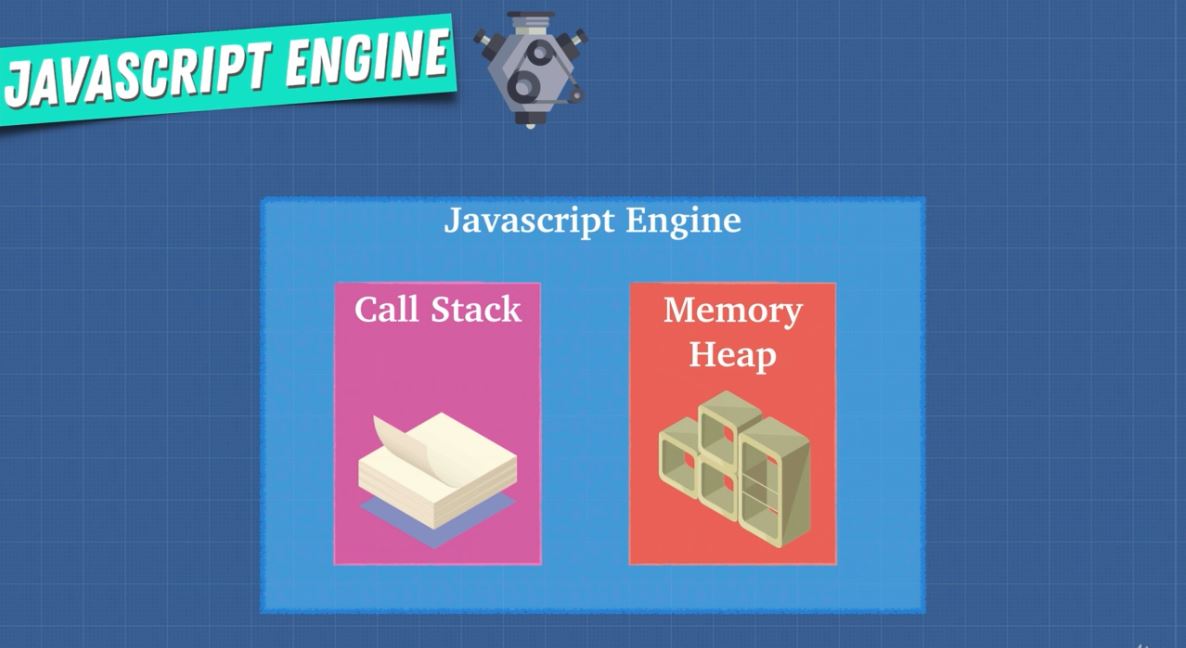 JAVASCRIPT ENGINE
Javascript Engine
Call Stack
Memory
Heap